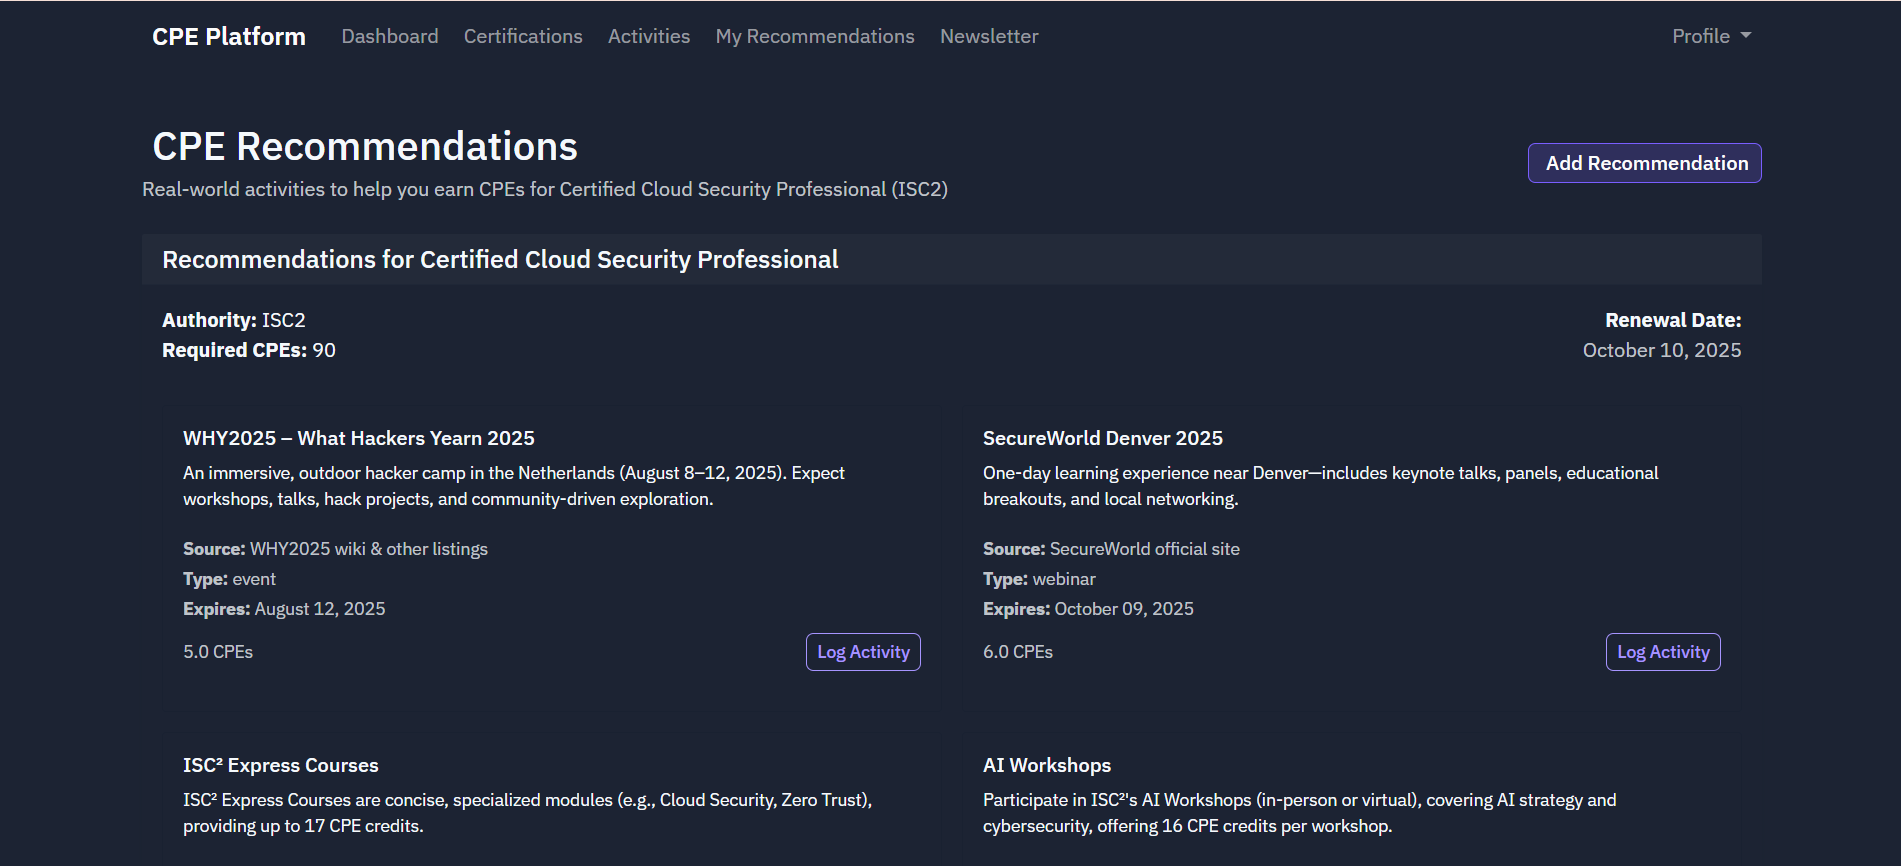 CPE Platform Dashboard Certifications Activities My Recommendations Newsletter Profile
CPE Recommendations
Add Recommendation
Real-world activities to help you earn CPEs for Certified Cloud Security Professional (ISC2)
Recommendations for Certified Cloud Security Professional
Authority: ISC2
Required CPEs: 90
Renewal Date:
October 10, 2025
WHY2025 – What Hackers Yearn 2025
An immersive, outdoor hacker camp in the Netherlands (August 8–12, 2025). Expect
workshops, talks, hack projects, and community-driven exploration.
Source: WHY2025 wiki & other listings
Type: event
Expires: August 12, 2025
5.0 CPEs
Log Activity
SecureWorld Denver 2025
One-day learning experience near Denver—includes keynote talks, panels, educational
breakouts, and local networking.
Source: SecureWorld official site
Type: webinar
Expires: October 09, 2025
6.0 CPEs
Log Activity
ISC² Express Courses
ISC² Express Courses are concise, specialized modules (e.g., Cloud Security, Zero Trust),
providing up to 17 CPE credits.
AI Workshops
Participate in ISC²'s AI Workshops (in-person or virtual), covering AI strategy and
cybersecurity, offering 16 CPE credits per workshop.